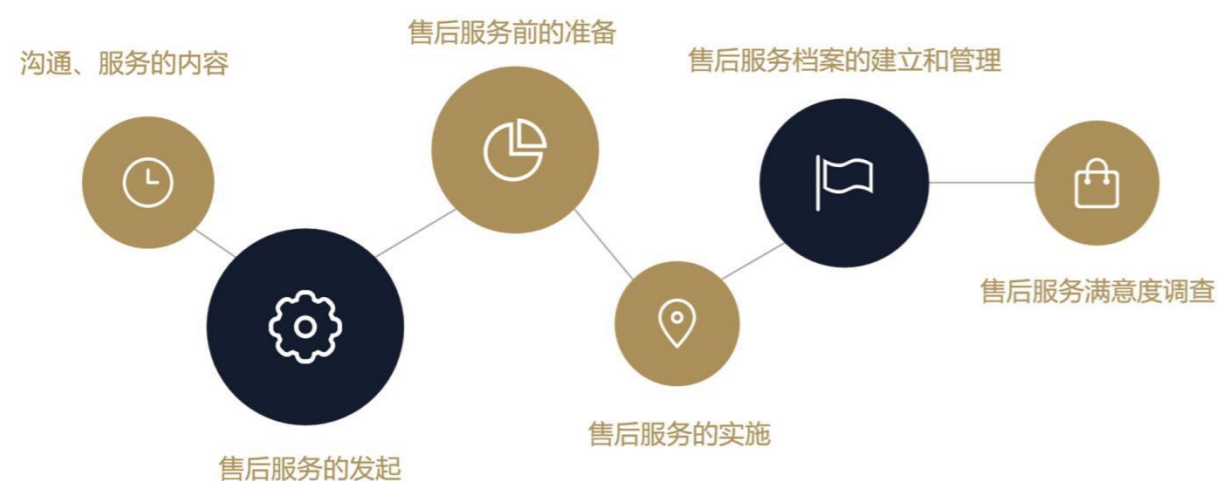 沟通、服务的内容
售后服务的发起
售后服务前的准备
售后服务的实施
售后服务档案的建立和管理
售后服务满意度调查